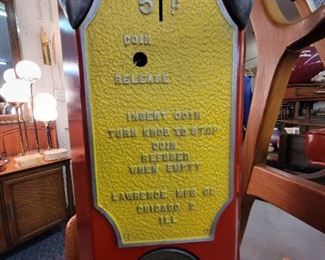 5¢
COIN
RELEASE
INSERT COIN
TURN KNOB TO STOP
COIN
REFUSED
WHEN EMPTY
LAWRENCE MFG CO
CHICAGO 2
ILL